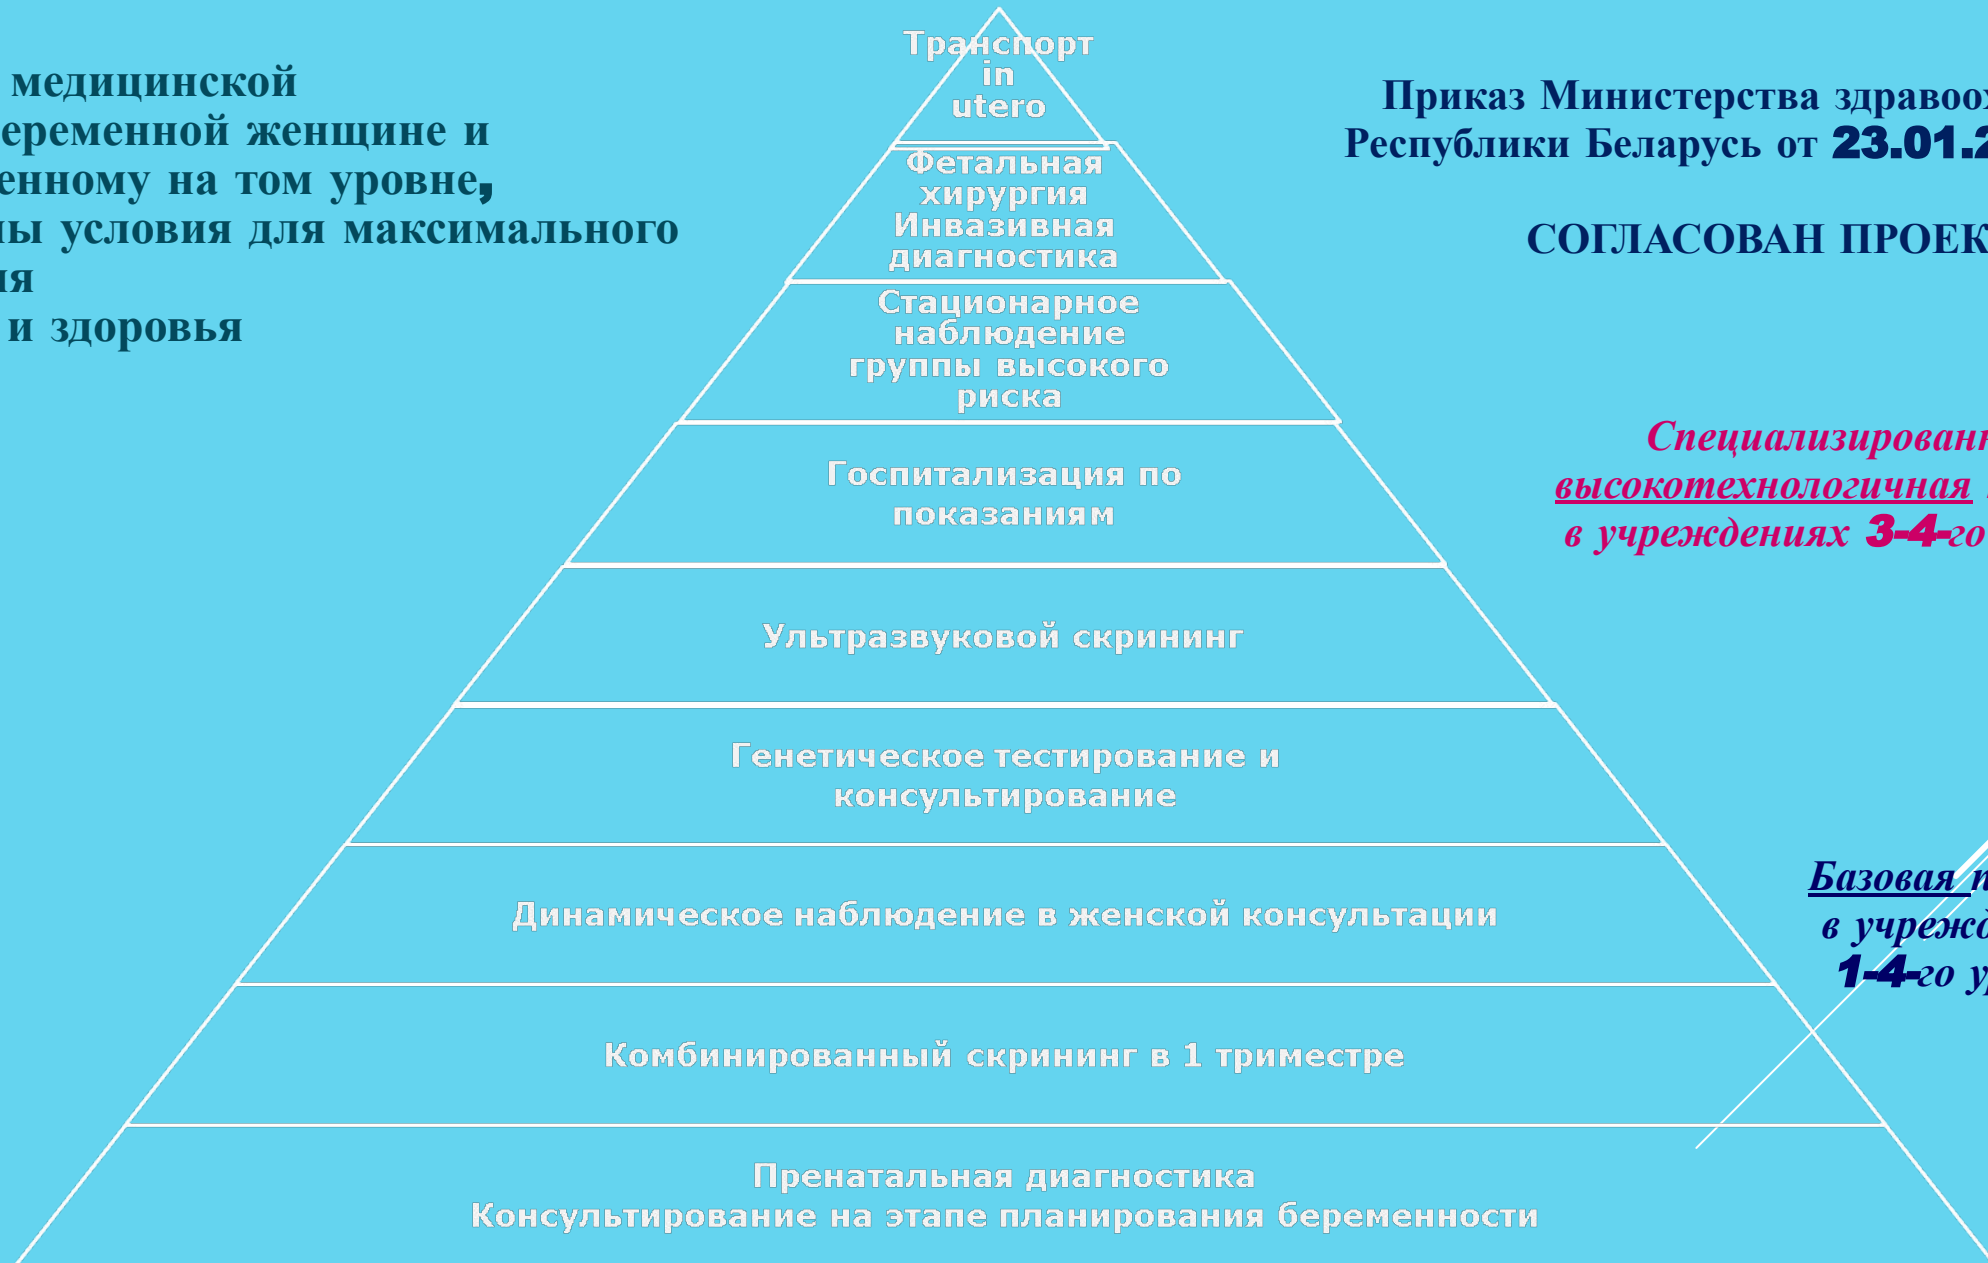 медицинской
еременной женщине и
енному на том уровне,
ны условия для максимального
ия
и здоровья
Транспорт
in
utero
Фетальная
хирургия
Инвазивная
диагностика
Стационарное
наблюдение
группы высокого
риска
Госпитализация по
показаниям
Ультразвуковой скрининг
Генетическое тестирование и
консультирование
Динамическое наблюдение в женской консультации
Комбинированный скрининг в 1 триместре
Пренатальная диагностика
Консультирование на этапе планирования беременности
Приказ Министерства здравоох
Республики Беларусь от 23.01.2
СОГЛАСОВАН ПРОЕК
Специализирован
высокотехнологичная
в учреждениях 3-4-го
Базовая п
в учрежд
1-4-го у